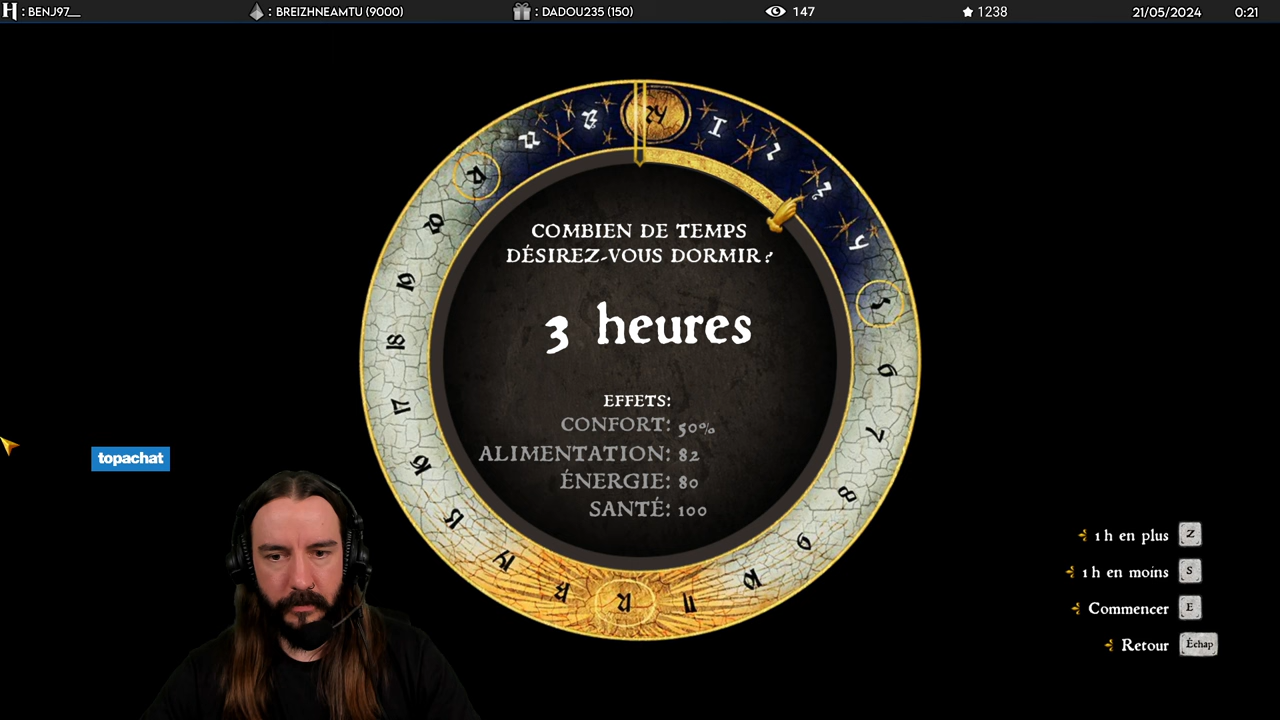 H : BENJ97__
: BREIZHNEAMTU (9000)
: DADOU235 (150)
147
1238
21/05/2024
0:21
COMBIEN DE TEMPS
DÉSIREZ-VOUS DORMIR?
3 heures
EFFETS:
CONFORT: 50%
ALIMENTATION: 82
ÉNERGIE: 80
SANTÉ: 100
topachat
1 h en plus Z
1 h en moins S
Commencer E
Retour Échap